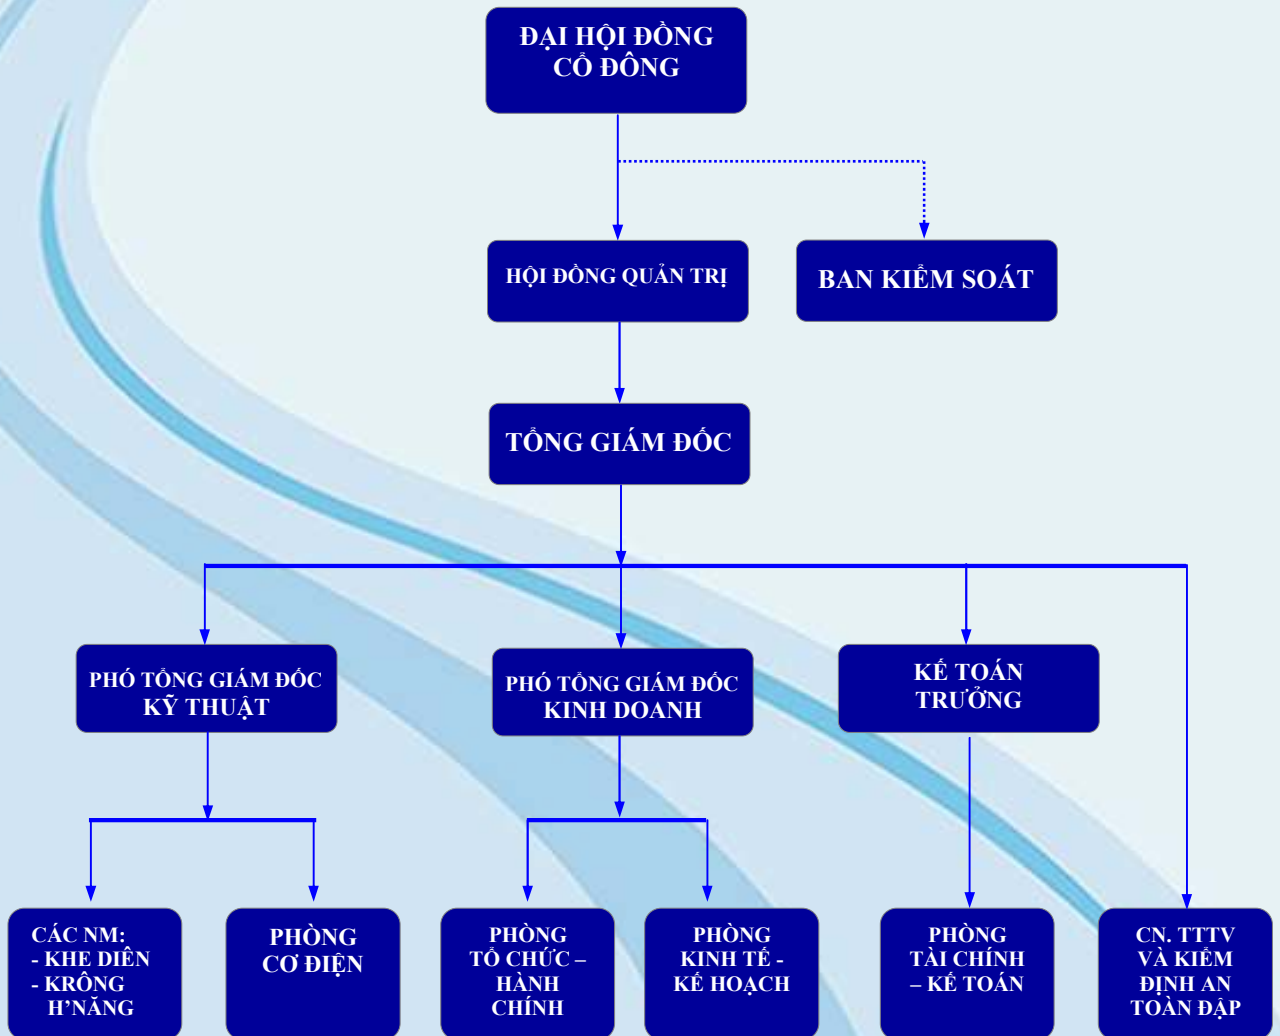 ĐẠI HỘI ĐỒNG
CỔ ĐÔNG
HỘI ĐỒNG QUẢN TRỊ
BAN KIỂM SOÁT
TỔNG GIÁM ĐỐC
PHÓ TỔNG GIÁM ĐỐC
KỸ THUẬT
PHÓ TỔNG GIÁM ĐỐC
KINH DOANH
KẾ TOÁN
TRƯỞNG
CÁC NM:
- KHE DIÊN
- KRÔNG
H'NĂNG
PHÒNG
CƠ ĐIỆN
PHÒNG
TỔ CHỨC –
HÀNH
CHÍNH
PHÒNG
KINH TẾ -
KẾ HOẠCH
PHÒNG
TÀI CHÍNH
– KẾ TOÁN
CN. TTTV
VÀ KIỂM
ĐỊNH AN
TOÀN ĐẬP